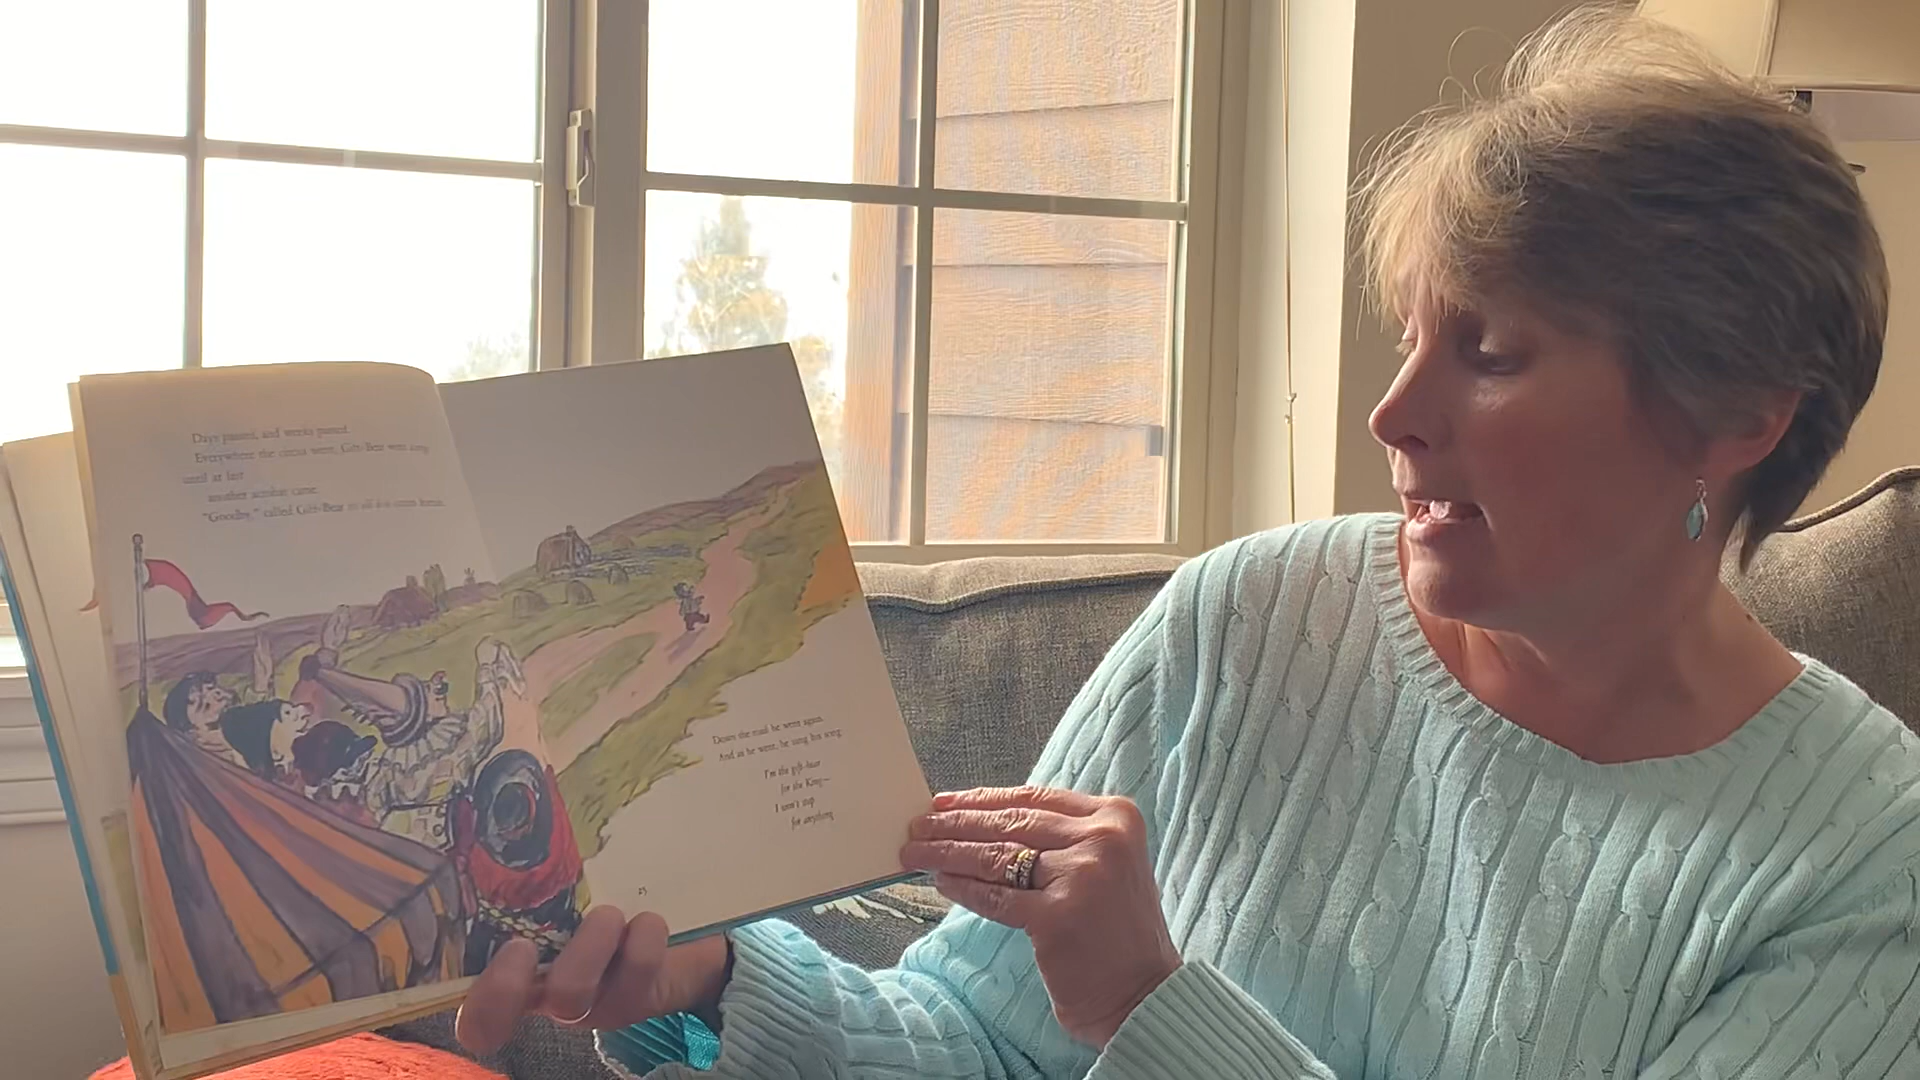 Days passed, and weeks passed.
Everywhere the circus went, Gift-Bear went along
until at last
another acrobat came.
"Goodby," called Gift-Bear to all his
Down the road he went again.
And as he went, he sang his song:
I'm the gift-bear
for the King—
I won't stop
for anything
25